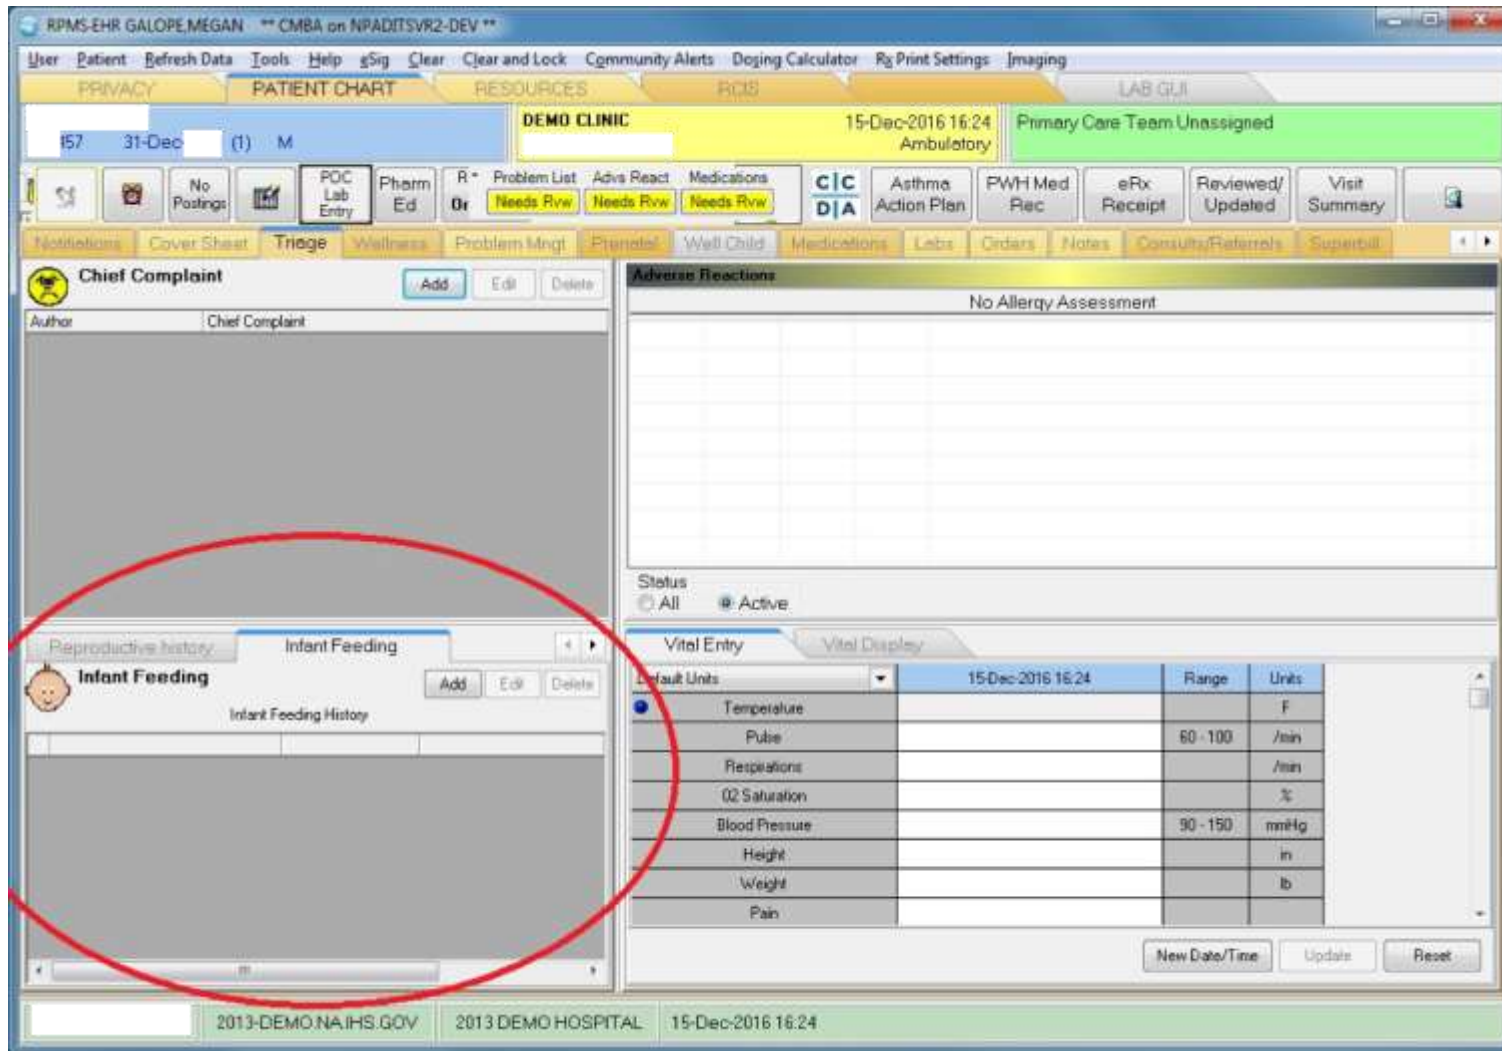 RPMS-EHR GALOPE,MEGAN ** CMBA on NPADITSVR2-DEV **
User Patient Refresh Data Tools Help eSig Clear Clear and Lock Community Alerts Dosing Calculator Rx Print Settings Imaging
PRIVACY PATIENT CHART RESOURCES RCIS LAB GUI
DEMO CLINIC 15-Dec-2016 16:24 Primary Care Team Unassigned
457 31-Dec- (1) M Ambulatory
No Postings
POC Lab Entry
Pharm Ed
R Or
Problem List Advs React Medications
Needs Rvw Needs Rvw Needs Rvw
C C D A
Asthma Action Plan
PWH Med Rec
eRx Receipt
Reviewed/ Updated
Visit Summary
Notifications Cover Sheet Triage Wellness Problem Mngt Prenatal Well Child Medications Labs Orders Notes Consults/Referrals Superbill
Chief Complaint Add Edit Delete
Author Chief Complaint
Adverse Reactions
No Allergy Assessment
Status
All Active
Reproductive history Infant Feeding
Infant Feeding Add Edit Delete
Infant Feeding History
Vital Entry Vital Display
Default Units 15-Dec-2016 16:24 Range Units
Temperature F
Pulse 60 - 100 /min
Respirations /min
02 Saturation %
Blood Pressure 90 - 150 mmHg
Height in
Weight lb
Pain
New Date/Time Update Reset
2013-DEMO.NA.IHS.GOV 2013 DEMO HOSPITAL 15-Dec-2016 16:24